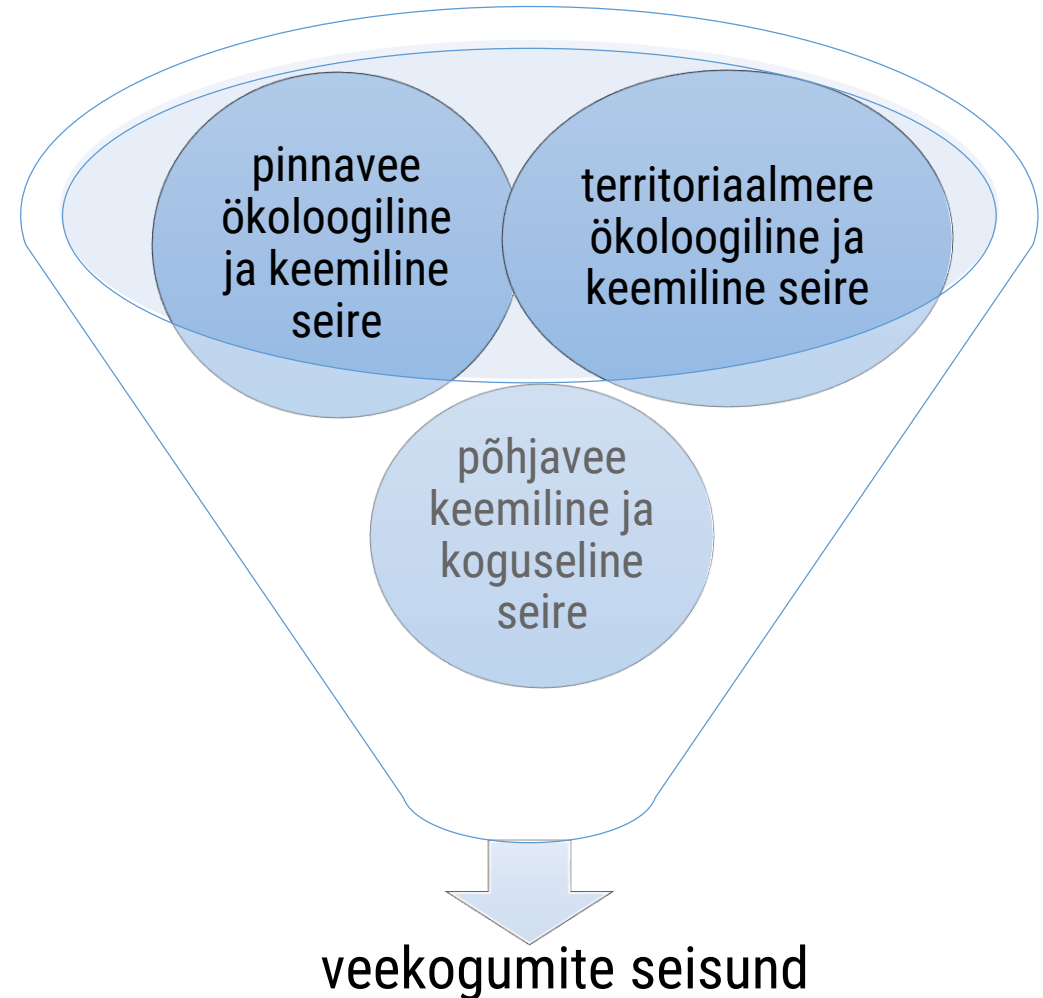 pinnavee
ökoloogiline
ja keemiline
seire
territoriaalmere
ökoloogiline ja
keemiline seire
põhjavee
keemiline ja
koguseline
seire
veekogumite seisund